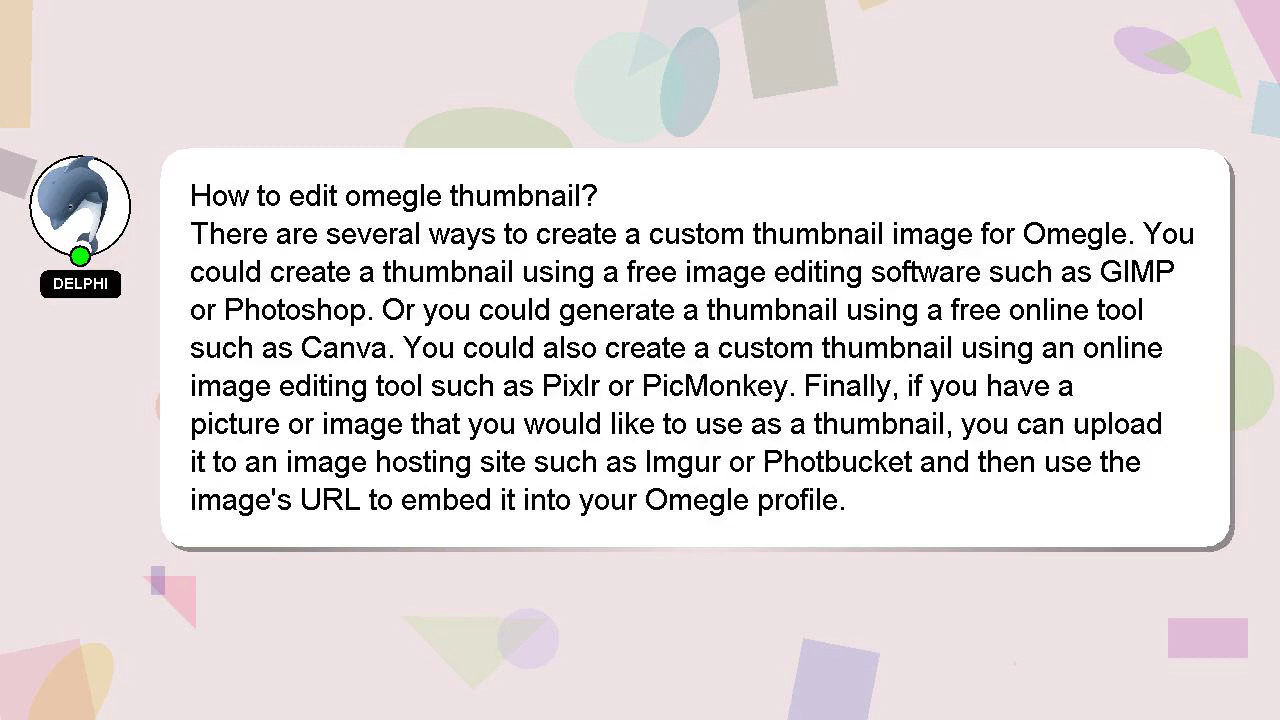 How to edit omegle thumbnail?
There are several ways to create a custom thumbnail image for Omegle. You
could create a thumbnail using a free image editing software such as GIMP
or Photoshop. Or you could generate a thumbnail using a free online tool
such as Canva. You could also create a custom thumbnail using an online
image editing tool such as Pixlr or PicMonkey. Finally, if you have a
picture or image that you would like to use as a thumbnail, you can upload
it to an image hosting site such as Imgur or Photbucket and then use the
image's URL to embed it into your Omegle profile.
DELPHI